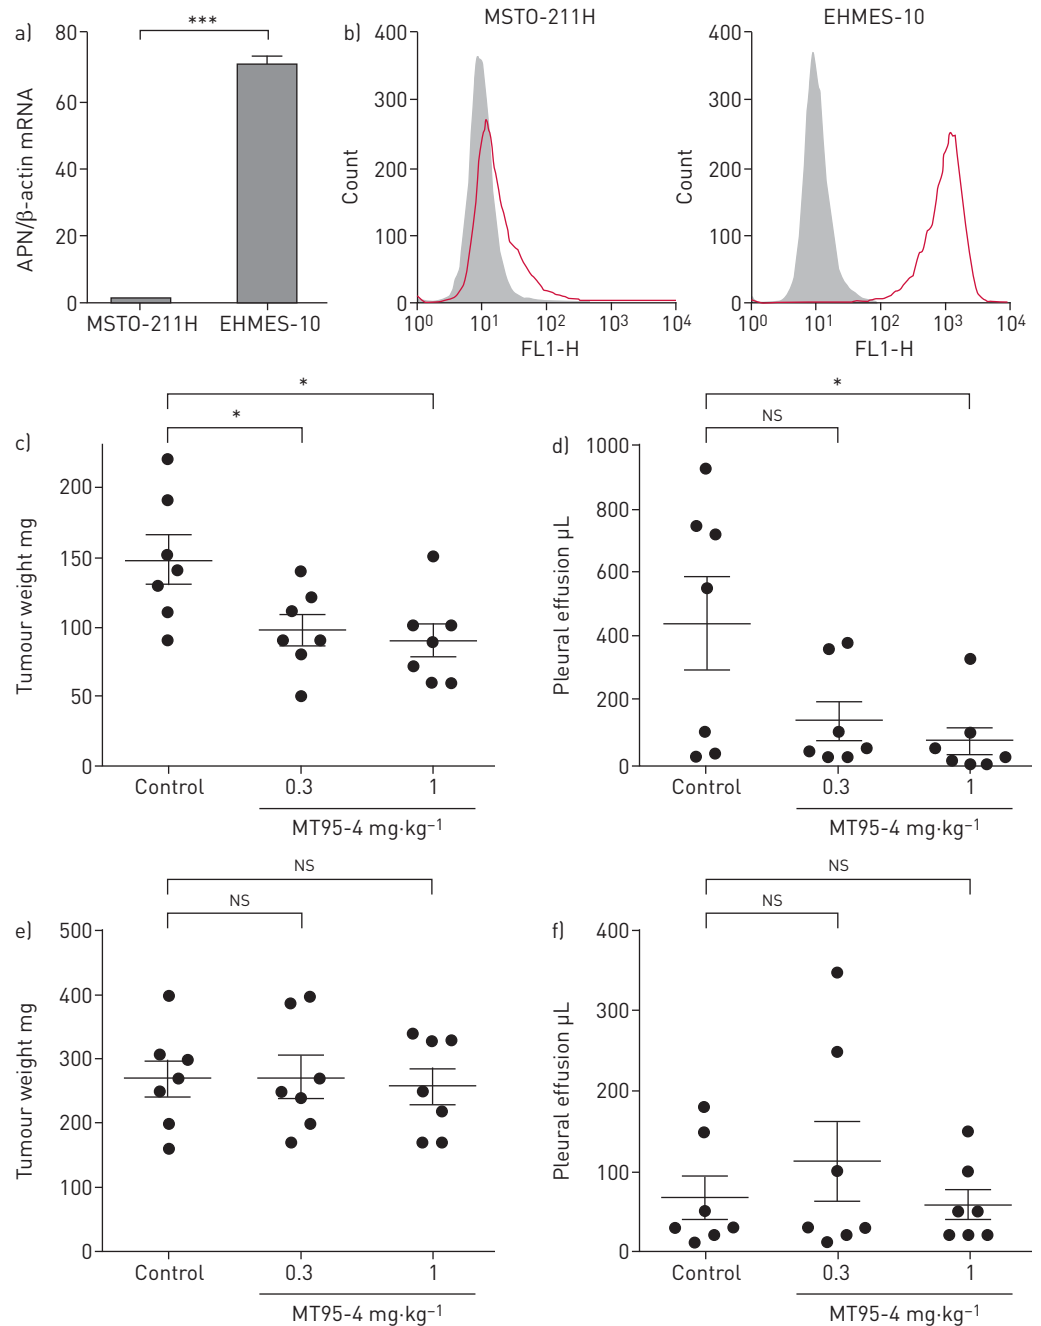 a)
APN/β-actin mRNA
80
60
40
20
0
***
MSTO-211H EHMES-10
b)
MSTO-211H
Count
400
300
200
100
0
10⁰ 10¹ 10² 10³ 10⁴
FL1-H
EHMES-10
Count
400
300
200
100
0
10⁰ 10¹ 10² 10³ 10⁴
FL1-H
c)
Tumour weight mg
200
150
100
50
0
*
*
Control 0.3 1
MT95-4 mg·kg⁻¹
d)
Pleural effusion µL
1000
800
600
400
200
0
*
NS
Control 0.3 1
MT95-4 mg·kg⁻¹
e)
Tumour weight mg
500
400
300
200
100
0
NS
NS
Control 0.3 1
MT95-4 mg·kg⁻¹
f)
Pleural effusion µL
400
300
200
100
0
NS
NS
Control 0.3 1
MT95-4 mg·kg⁻¹